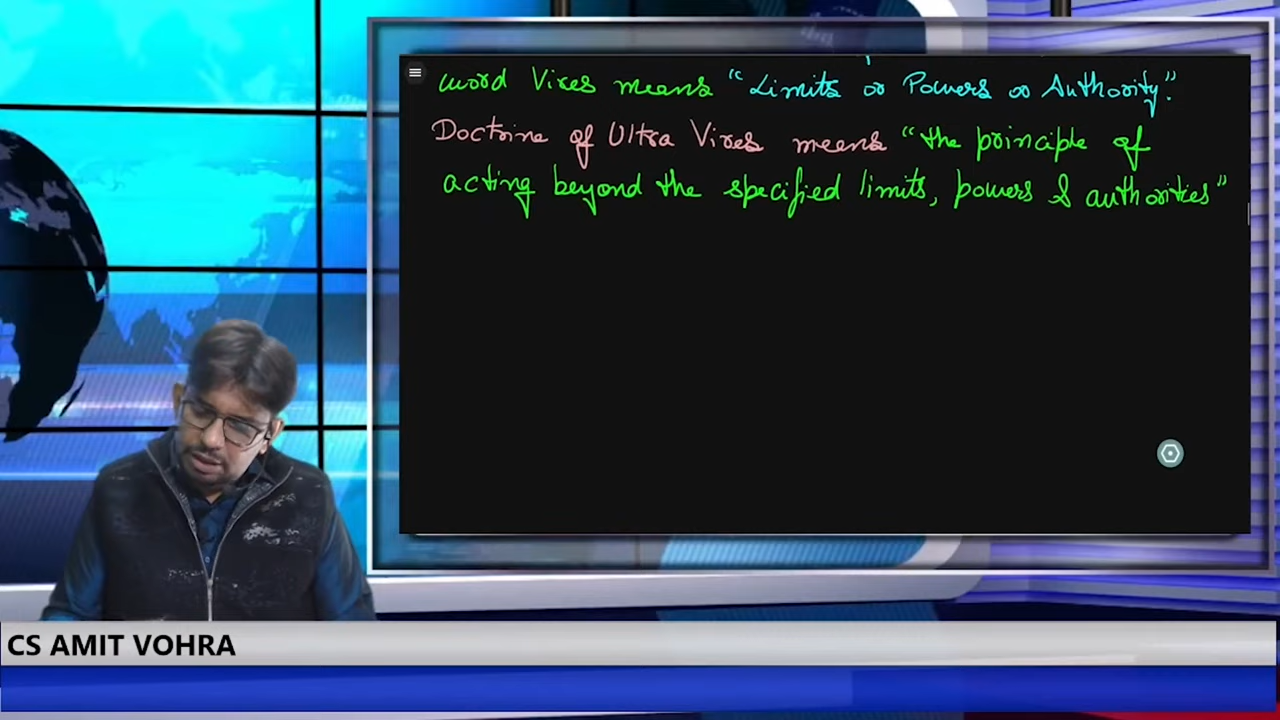 word Vires means "Limits or Powers or Authority".
Doctrine of Ultra Vires means "the principle of
acting beyond the specified limits, powers & authorities"
CS AMIT VOHRA